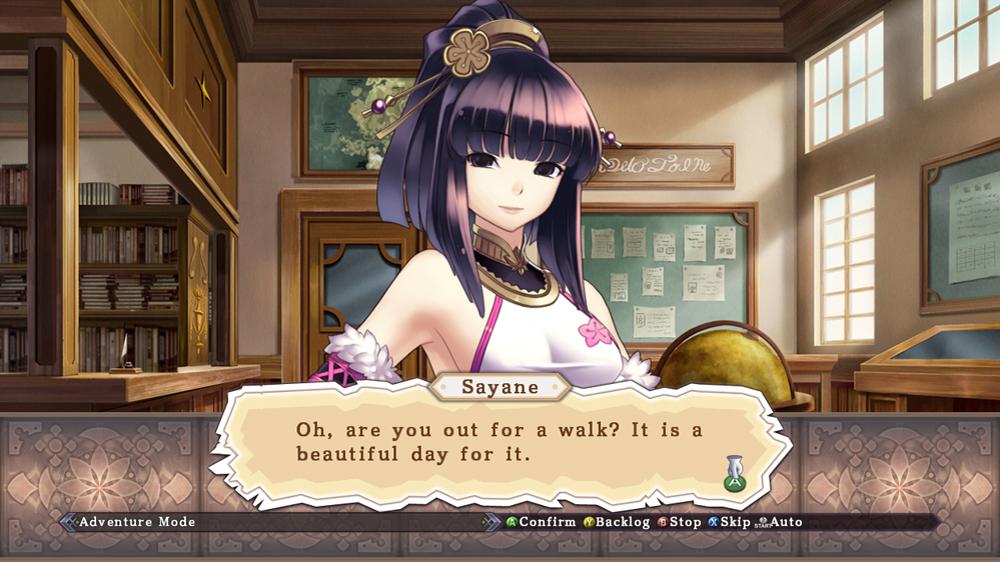 Sayane
Oh, are you out for a walk? It is a
beautiful day for it.
A
Adventure Mode
A Confirm Y Backlog B Stop X Skip START Auto